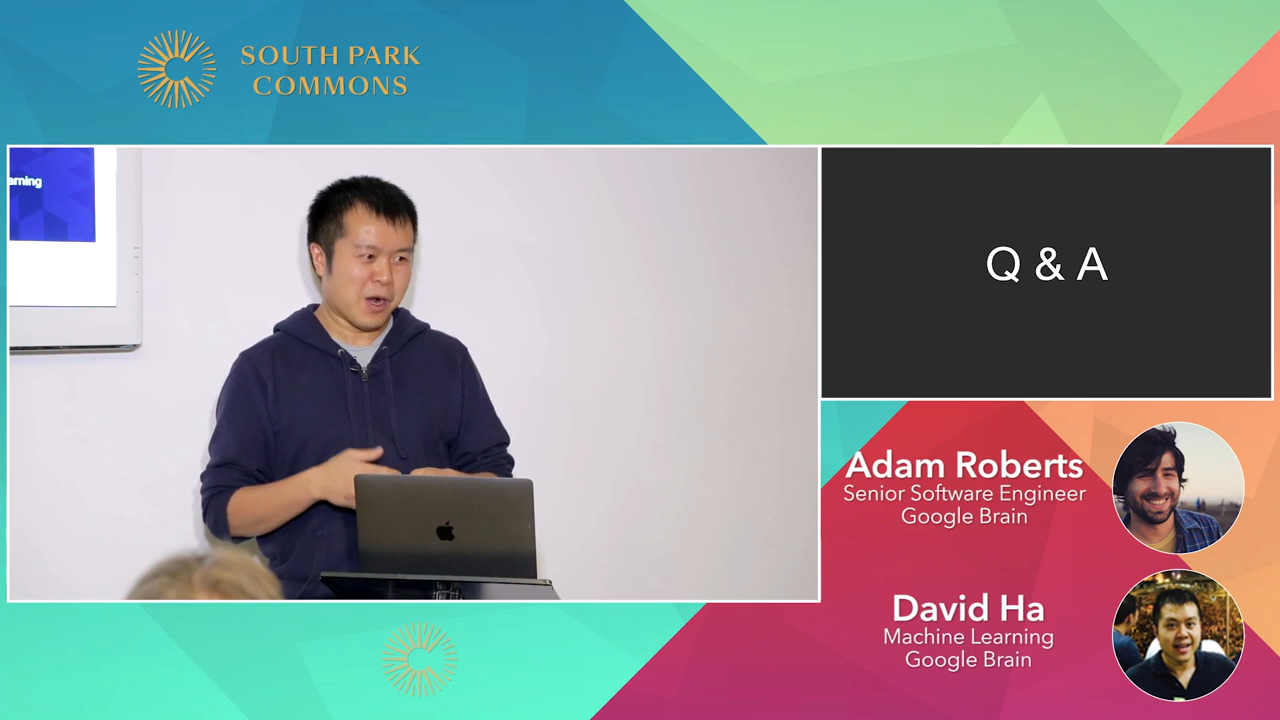 SOUTH PARK
COMMONS
arning
Q & A
Adam Roberts
Senior Software Engineer
Google Brain
David Ha
Machine Learning
Google Brain